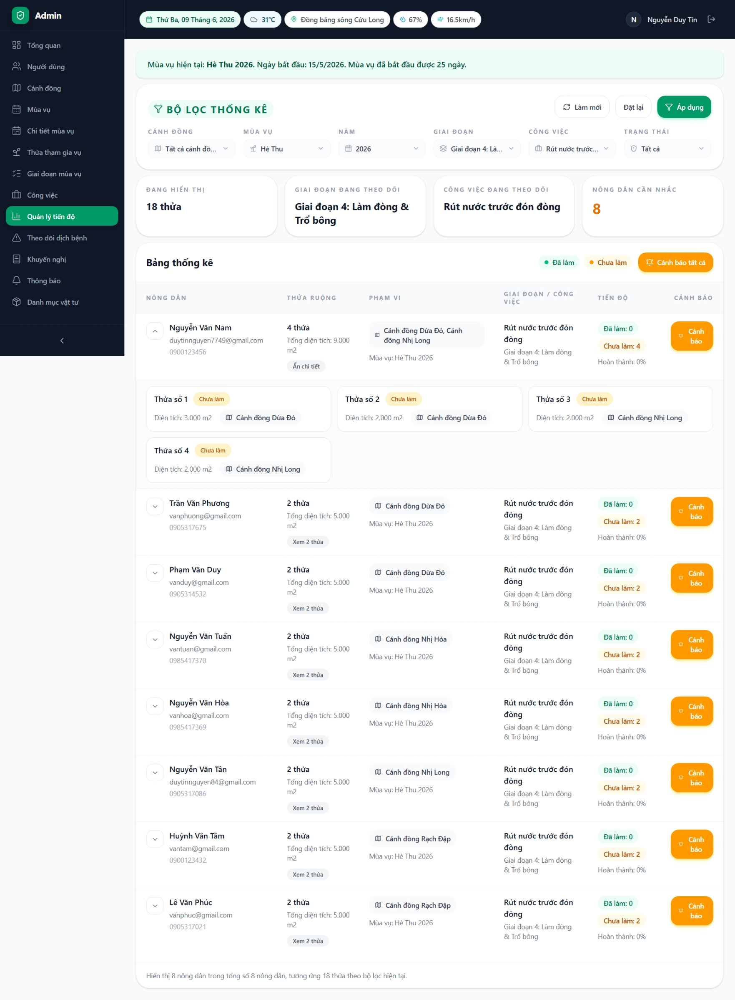 Admin
Thứ Ba, 09 Tháng 6, 2026
31°C
Đồng bằng sông Cửu Long
67%
16.5km/h
N
Nguyễn Duy Tín
Tổng quan
Người dùng
Cánh đồng
Mùa vụ
Chi tiết mùa vụ
Thửa tham gia vụ
Giai đoạn mùa vụ
Công việc
Quản lý tiến độ
Theo dõi dịch bệnh
Khuyến nghị
Thông báo
Danh mục vật tư
Mùa vụ hiện tại: Hè Thu 2026. Ngày bắt đầu: 15/5/2026. Mùa vụ đã bắt đầu được 25 ngày.
BỘ LỌC THỐNG KÊ
Làm mới
Đặt lại
Áp dụng
CÁNH ĐỒNG
MÙA VỤ
NĂM
GIAI ĐOẠN
CÔNG VIỆC
TRẠNG THÁI
Tất cả cánh đồ...
Hè Thu
2026
Giai đoạn 4: Là...
Rút nước trước...
Tất cả
ĐANG HIỂN THỊ
18 thửa
GIAI ĐOẠN ĐANG THEO DÕI
Giai đoạn 4: Làm đòng &
Trổ bông
CÔNG VIỆC ĐANG THEO DÕI
Rút nước trước đón đòng
NÔNG DÂN CẦN NHẮC
8
Bảng thống kê
Đã làm
Chưa làm
Cảnh báo tất cả
NÔNG DÂN
THỬA RUỘNG
PHẠM VI
GIAI ĐOẠN / CÔNG
VIỆC
TIẾN ĐỘ
CẢNH BÁO
Nguyễn Văn Nam
duytinnguyen7749@gmail.com
0900123456
4 thửa
Tổng diện tích: 9.000
m2
Ẩn chi tiết
Cánh đồng Dừa Đỏ, Cánh
đồng Nhị Long
Mùa vụ: Hè Thu 2026
Rút nước trước đón
đòng
Giai đoạn 4: Làm đòng
& Trổ bông
Đã làm: 0
Chưa làm: 4
Hoàn thành: 0%
Cảnh
báo
Thửa số 1
Chưa làm
Diện tích: 3.000 m2
Cánh đồng Dừa Đỏ
Thửa số 2
Chưa làm
Diện tích: 2.000 m2
Cánh đồng Dừa Đỏ
Thửa số 3
Chưa làm
Diện tích: 2.000 m2
Cánh đồng Nhị Long
Thửa số 4
Chưa làm
Diện tích: 2.000 m2
Cánh đồng Nhị Long
Trần Văn Phương
vanphuong@gmail.com
0905317675
2 thửa
Tổng diện tích: 5.000
m2
Xem 2 thửa
Cánh đồng Dừa Đỏ
Mùa vụ: Hè Thu 2026
Rút nước trước đón
đòng
Giai đoạn 4: Làm đòng
& Trổ bông
Đã làm: 0
Chưa làm: 2
Hoàn thành: 0%
Cảnh
báo
Phạm Văn Duy
vanduy@gmail.com
0905314532
2 thửa
Tổng diện tích: 5.000
m2
Xem 2 thửa
Cánh đồng Dừa Đỏ
Mùa vụ: Hè Thu 2026
Rút nước trước đón
đòng
Giai đoạn 4: Làm đòng
& Trổ bông
Đã làm: 0
Chưa làm: 2
Hoàn thành: 0%
Cảnh
báo
Nguyễn Văn Tuấn
vantuan@gmail.com
0985417370
2 thửa
Tổng diện tích: 5.000
m2
Xem 2 thửa
Cánh đồng Nhị Hòa
Mùa vụ: Hè Thu 2026
Rút nước trước đón
đòng
Giai đoạn 4: Làm đòng
& Trổ bông
Đã làm: 0
Chưa làm: 2
Hoàn thành: 0%
Cảnh
báo
Nguyễn Văn Hòa
vanhoa@gmail.com
0985417369
2 thửa
Tổng diện tích: 5.000
m2
Xem 2 thửa
Cánh đồng Nhị Hòa
Mùa vụ: Hè Thu 2026
Rút nước trước đón
đòng
Giai đoạn 4: Làm đòng
& Trổ bông
Đã làm: 0
Chưa làm: 2
Hoàn thành: 0%
Cảnh
báo
Nguyễn Văn Tân
duytinnguyen84@gmail.com
0905317086
2 thửa
Tổng diện tích: 5.000
m2
Xem 2 thửa
Cánh đồng Nhị Long
Mùa vụ: Hè Thu 2026
Rút nước trước đón
đòng
Giai đoạn 4: Làm đòng
& Trổ bông
Đã làm: 0
Chưa làm: 2
Hoàn thành: 0%
Cảnh
báo
Huỳnh Văn Tâm
vantam@gmail.com
0900123432
2 thửa
Tổng diện tích: 5.000
m2
Xem 2 thửa
Cánh đồng Rạch Đập
Mùa vụ: Hè Thu 2026
Rút nước trước đón
đòng
Giai đoạn 4: Làm đòng
& Trổ bông
Đã làm: 0
Chưa làm: 2
Hoàn thành: 0%
Cảnh
báo
Lê Văn Phúc
vanphuc@gmail.com
0905317021
2 thửa
Tổng diện tích: 5.000
m2
Xem 2 thửa
Cánh đồng Rạch Đập
Mùa vụ: Hè Thu 2026
Rút nước trước đón
đòng
Giai đoạn 4: Làm đòng
& Trổ bông
Đã làm: 0
Chưa làm: 2
Hoàn thành: 0%
Cảnh
báo
Hiển thị 8 nông dân trong tổng số 8 nông dân, tương ứng 18 thửa theo bộ lọc hiện tại.